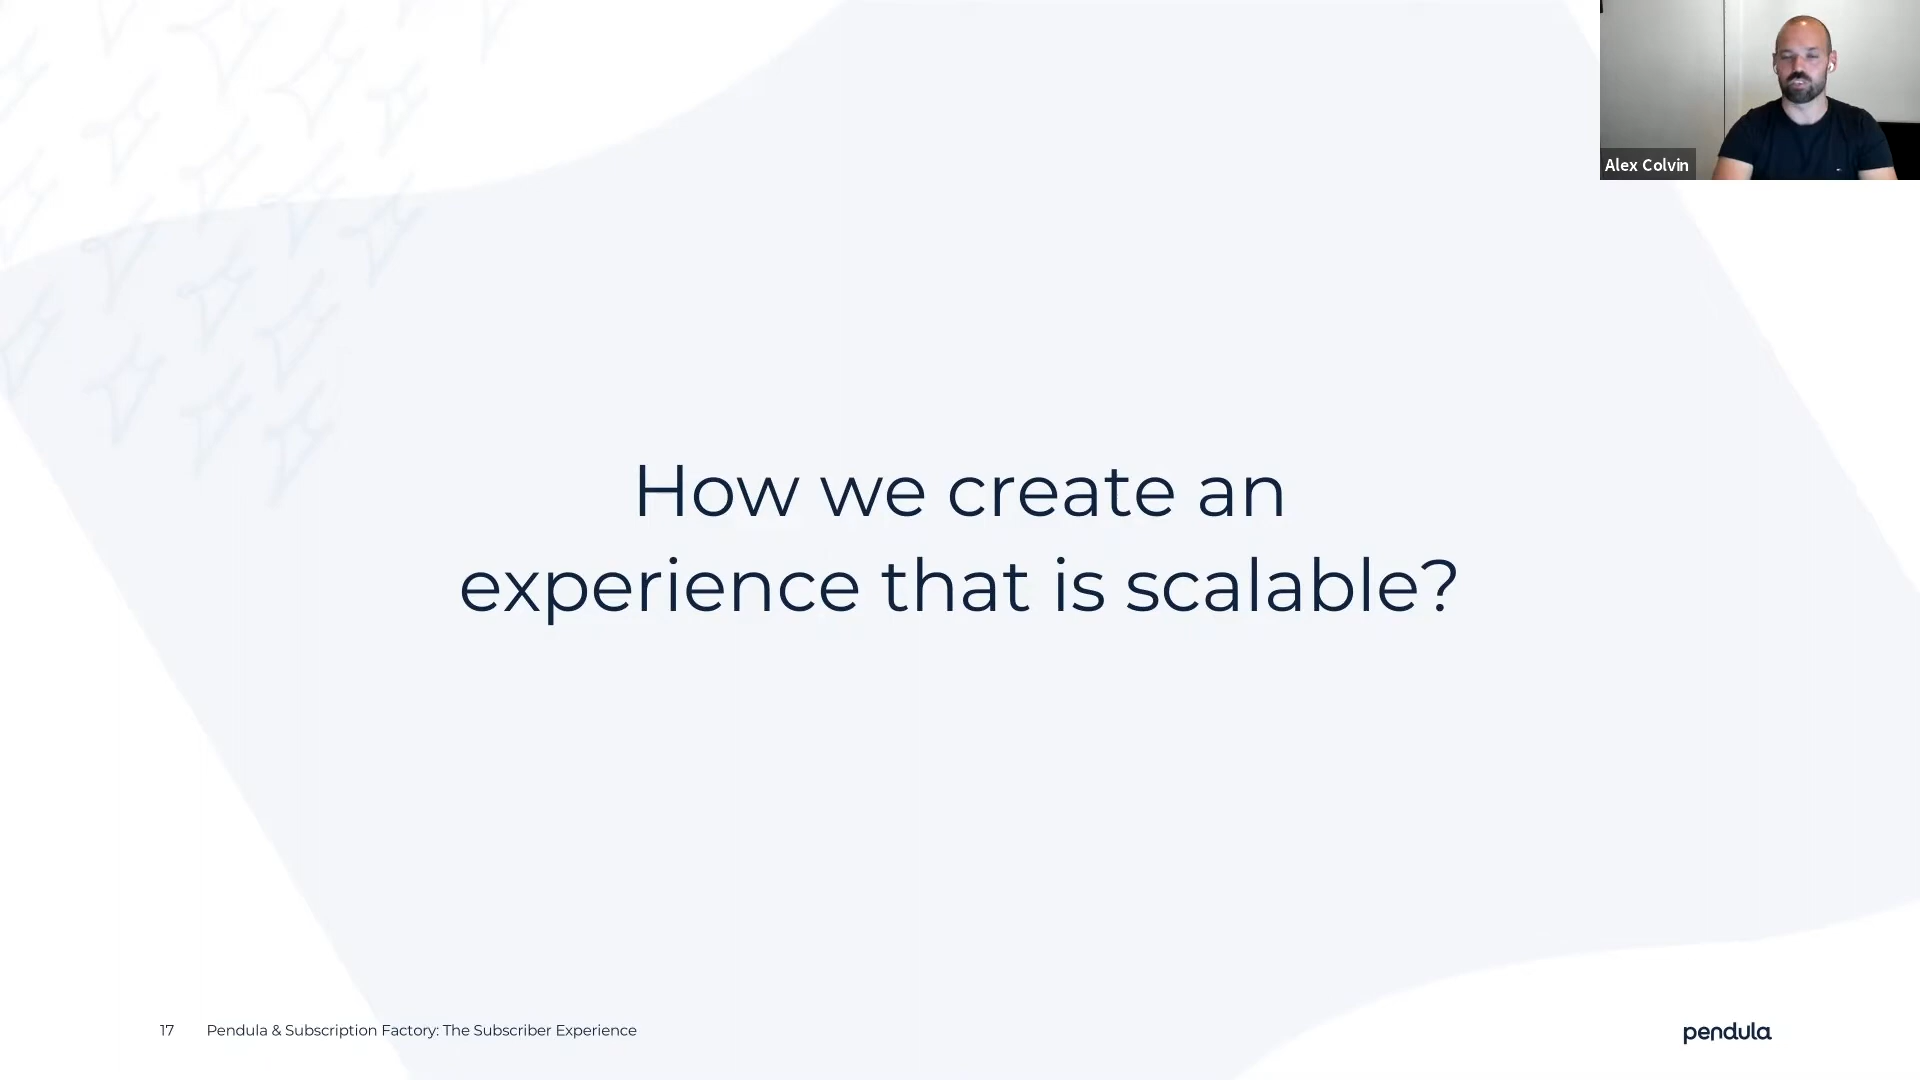 Alex Colvin
How we create an
experience that is scalable?
17 Pendula & Subscription Factory: The Subscriber Experience
pendula